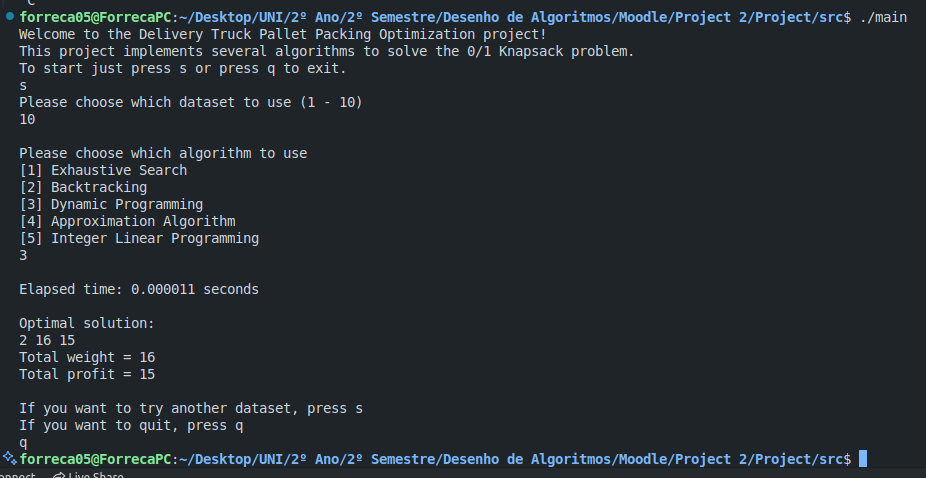 ^C
forreca05@ForrecaPC:~/Desktop/UNI/2º Ano/2º Semestre/Desenho de Algoritmos/Moodle/Project 2/Project/src$ ./main
Welcome to the Delivery Truck Pallet Packing Optimization project!
This project implements several algorithms to solve the 0/1 Knapsack problem.
To start just press s or press q to exit.
s
Please choose which dataset to use (1 - 10)
10
Please choose which algorithm to use
[1] Exhaustive Search
[2] Backtracking
[3] Dynamic Programming
[4] Approximation Algorithm
[5] Integer Linear Programming
3
Elapsed time: 0.000011 seconds
Optimal solution:
2 16 15
Total weight = 16
Total profit = 15
If you want to try another dataset, press s
If you want to quit, press q
q
forreca05@ForrecaPC:~/Desktop/UNI/2º Ano/2º Semestre/Desenho de Algoritmos/Moodle/Project 2/Project/src$
Live Share